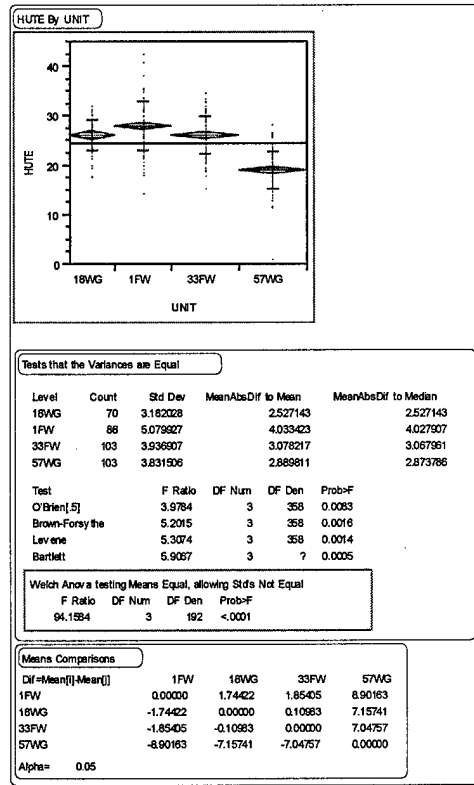 HUTE By UNIT
40
30
20
10
0
HUTE
18WG 1FW 33FW 57WG
UNIT
Tests that the Variances are Equal
Level Count Std Dev MeanAbsDif to Mean MeanAbsDif to Median
18WG 70 3.182028 2.527143 2.527143
1FW 86 5.079927 4.033423 4.027907
33FW 103 3.936907 3.078217 3.067961
57WG 103 3.831506 2.889811 2.873786
Test F Ratio DF Num DF Den Prob>F
O'Brien[.5] 3.9784 3 358 0.0083
Brown-Forsythe 5.2015 3 358 0.0016
Levene 5.3074 3 358 0.0014
Bartlett 5.9067 3 ? 0.0005
Welch Anova testing Means Equal, allowing Std's Not Equal
F Ratio DF Num DF Den Prob>F
94.1584 3 192 <.0001
Means Comparisons
Dif=Mean[i]-Mean[j] 1FW 18WG 33FW 57WG
1FW 0.00000 1.74422 1.85405 8.90163
18WG -1.74422 0.00000 0.10983 7.15741
33FW -1.85405 -0.10983 0.00000 7.04757
57WG -8.90163 -7.15741 -7.04757 0.00000
Alpha= 0.05